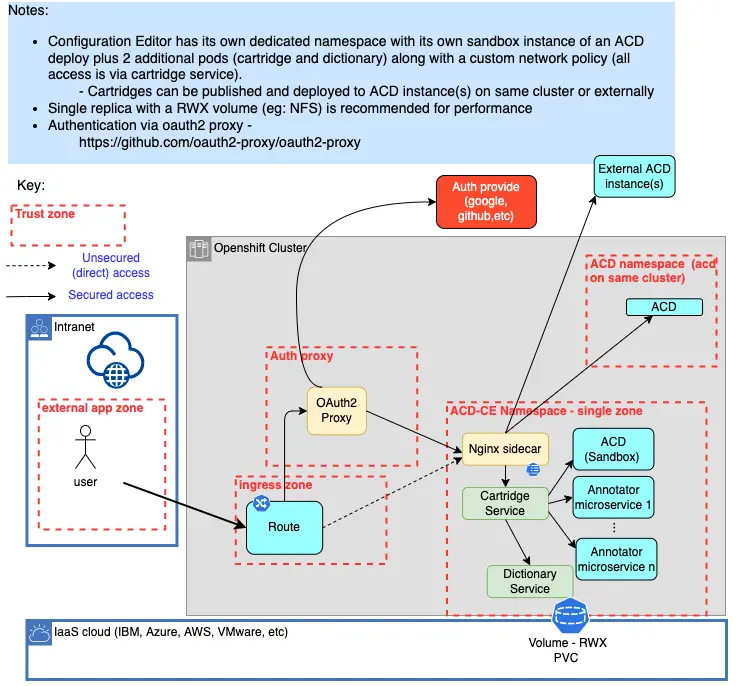 Notes:
• Configuration Editor has its own dedicated namespace with its own sandbox instance of an ACD
deploy plus 2 additional pods (cartridge and dictionary) along with a custom network policy (all
access is via cartridge service).
- Cartridges can be published and deployed to ACD instance(s) on same cluster or externally
• Single replica with a RWX volume (eg: NFS) is recommended for performance
• Authentication via oauth2 proxy -
https://github.com/oauth2-proxy/oauth2-proxy
Key:
Trust zone
Unsecured
(direct) access
Secured access
Auth provide
(google,
github,etc)
External ACD
instance(s)
Openshift Cluster
ACD namespace (acd
on same cluster)
ACD
Intranet
external app zone
user
Auth proxy
OAuth2
Proxy
ingress zone
Route
ACD-CE Namespace - single zone
Nginx sidecar
Cartridge
Service
Dictionary
Service
ACD
(Sandbox)
Annotator
microservice 1
...
Annotator
microservice n
IaaS cloud (IBM, Azure, AWS, VMware, etc)
Volume - RWX
PVC